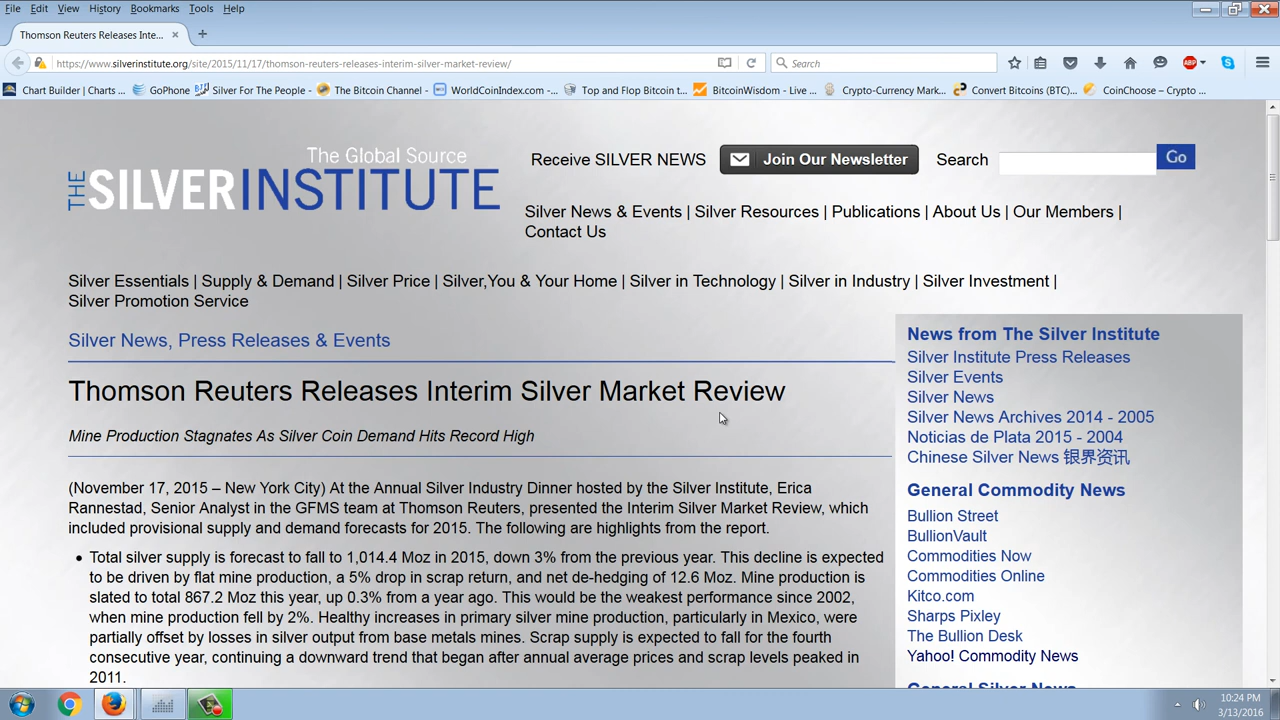 File Edit View History Bookmarks Tools Help
Thomson Reuters Releases Inte...
https://www.silverinstitute.org/site/2015/11/17/thomson-reuters-releases-interim-silver-market-review/
Search
Chart Builder | Charts ... GoPhone Silver For The People - ... The Bitcoin Channel - ... WorldCoinIndex.com -... Top and Flop Bitcoin t... BitcoinWisdom - Live ... Crypto-Currency Mark... Convert Bitcoins (BTC)... CoinChoose – Crypto ...
The Global Source
THE SILVERINSTITUTE
Receive SILVER NEWS Join Our Newsletter Search Go
Silver News & Events | Silver Resources | Publications | About Us | Our Members |
Contact Us
Silver Essentials | Supply & Demand | Silver Price | Silver,You & Your Home | Silver in Technology | Silver in Industry | Silver Investment |
Silver Promotion Service
Silver News, Press Releases & Events
Thomson Reuters Releases Interim Silver Market Review
Mine Production Stagnates As Silver Coin Demand Hits Record High
(November 17, 2015 – New York City) At the Annual Silver Industry Dinner hosted by the Silver Institute, Erica
Rannestad, Senior Analyst in the GFMS team at Thomson Reuters, presented the Interim Silver Market Review, which
included provisional supply and demand forecasts for 2015. The following are highlights from the report.
• Total silver supply is forecast to fall to 1,014.4 Moz in 2015, down 3% from the previous year. This decline is expected
to be driven by flat mine production, a 5% drop in scrap return, and net de-hedging of 12.6 Moz. Mine production is
slated to total 867.2 Moz this year, up 0.3% from a year ago. This would be the weakest performance since 2002,
when mine production fell by 2%. Healthy increases in primary silver mine production, particularly in Mexico, were
partially offset by losses in silver output from base metals mines. Scrap supply is expected to fall for the fourth
consecutive year, continuing a downward trend that began after annual average prices and scrap levels peaked in
2011.
News from The Silver Institute
Silver Institute Press Releases
Silver Events
Silver News
Silver News Archives 2014 - 2005
Noticias de Plata 2015 - 2004
Chinese Silver News 银界资讯
General Commodity News
Bullion Street
BullionVault
Commodities Now
Commodities Online
Kitco.com
Sharps Pixley
The Bullion Desk
Yahoo! Commodity News
General Silver News
10:24 PM
3/13/2016